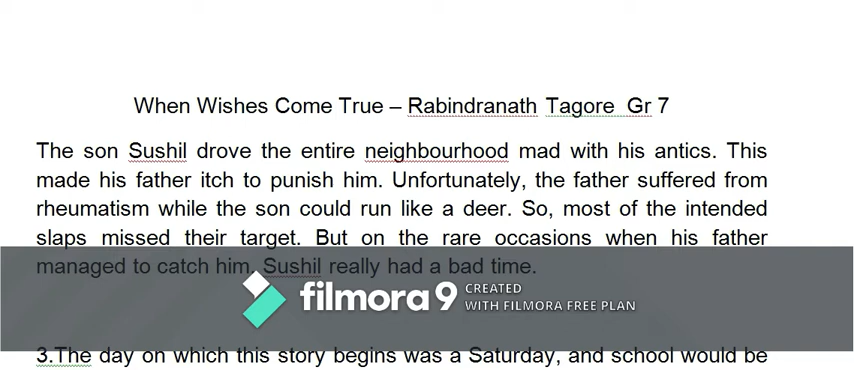 When Wishes Come True – Rabindranath Tagore  Gr 7
The son Sushil drove the entire neighbourhood mad with his antics. This
made his father itch to punish him. Unfortunately, the father suffered from
rheumatism while the son could run like a deer. So, most of the intended
slaps missed their target. But on the rare occasions when his father
managed to catch him, Sushil really had a bad time.
filmora 9 CREATED
WITH FILMORA FREE PLAN
3.The day on which this story begins was a Saturday, and school would be